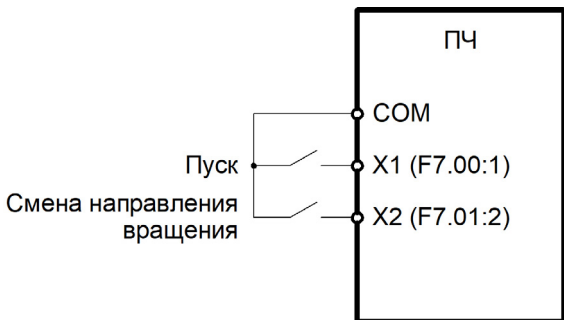 ПЧ
COM
Пуск
X1 (F7.00:1)
Смена направления
вращения
X2 (F7.01:2)